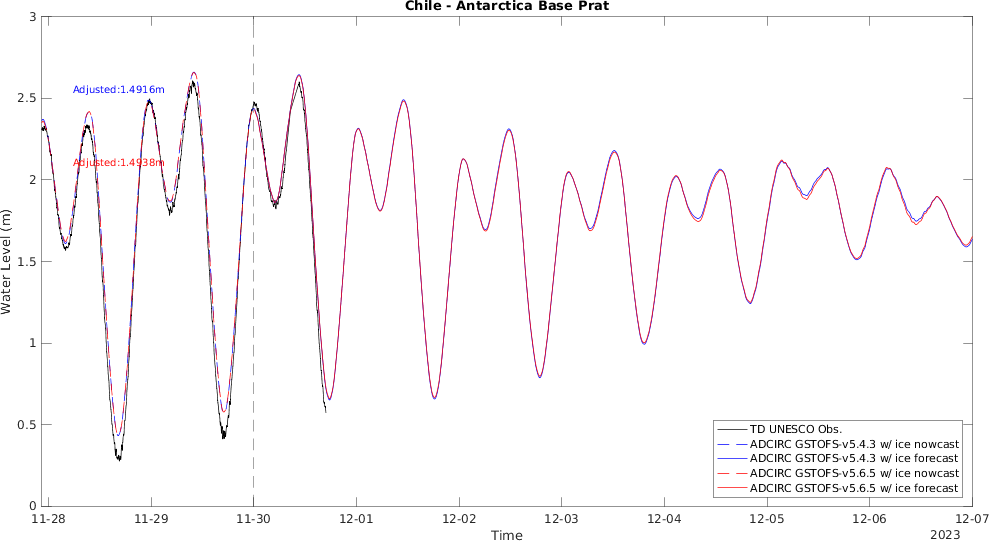 Chile - Antarctica Base Prat
Water Level (m)
3
2.5
2
1.5
1
0.5
0
Adjusted:1.4916m
Adjusted:1.4938m
TD UNESCO Obs.
ADCIRC GSTOFS-v5.4.3 w/ ice nowcast
ADCIRC GSTOFS-v5.4.3 w/ ice forecast
ADCIRC GSTOFS-v5.6.5 w/ ice nowcast
ADCIRC GSTOFS-v5.6.5 w/ ice forecast
11-28 11-29 11-30 12-01 12-02 12-03 12-04 12-05 12-06 12-07
Time
2023